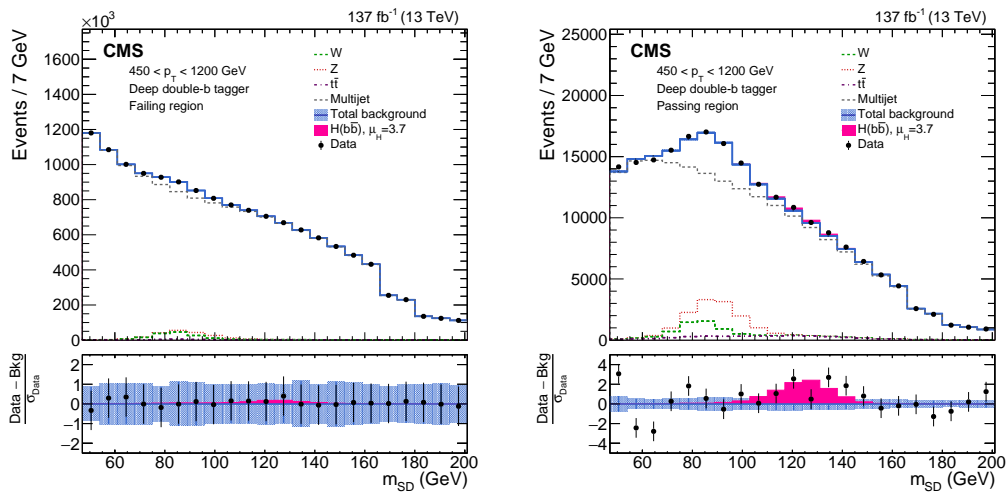 ×10³
137 fb⁻¹ (13 TeV)
Events / 7 GeV
1800
1600
1400
1200
1000
800
600
400
200
0
CMS
450 < p_T < 1200 GeV
Deep double-b tagger
Failing region
W
Z
tt̄
Multijet
Total background
H(bb̄), μ_H=3.7
Data
Data − Bkg
σ_Data
2
1
0
−1
−2
60 80 100 120 140 160 180 200
m_SD (GeV)
137 fb⁻¹ (13 TeV)
Events / 7 GeV
25000
20000
15000
10000
5000
0
CMS
450 < p_T < 1200 GeV
Deep double-b tagger
Passing region
W
Z
tt̄
Multijet
Total background
H(bb̄), μ_H=3.7
Data
Data − Bkg
σ_Data
4
2
0
−2
−4
60 80 100 120 140 160 180 200
m_SD (GeV)